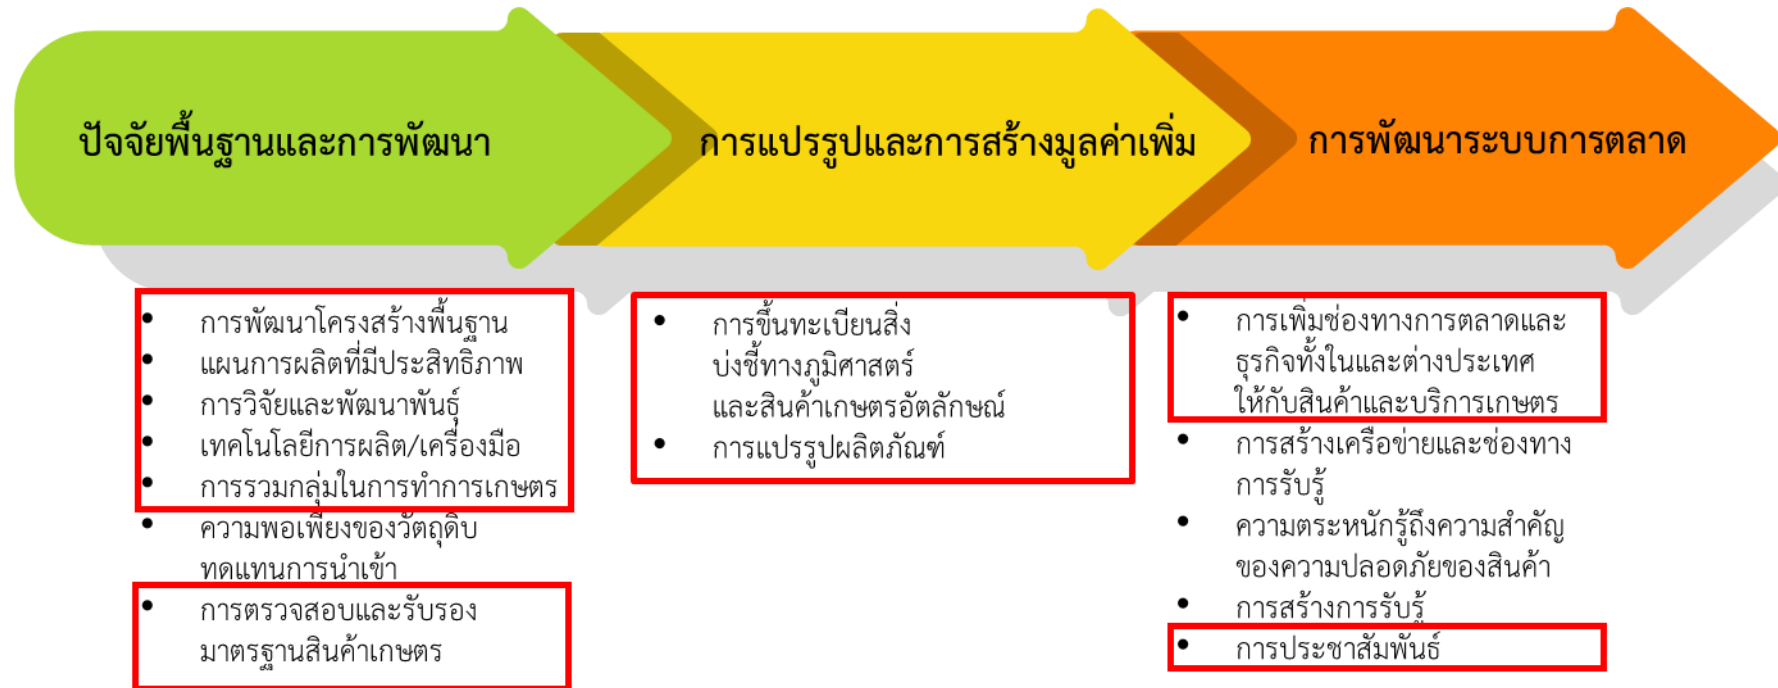 ปัจจัยพื้นฐานและการพัฒนา
การแปรรูปและการสร้างมูลค่าเพิ่ม
การพัฒนาระบบการตลาด
• การพัฒนาโครงสร้างพื้นฐาน
• แผนการผลิตที่มีประสิทธิภาพ
• การวิจัยและพัฒนาพันธุ์
• เทคโนโลยีการผลิต/เครื่องมือ
• การรวมกลุ่มในการทำการเกษตร
• ความพอเพียงของวัตถุดิบ
ทดแทนการนำเข้า
• การตรวจสอบและรับรอง
มาตรฐานสินค้าเกษตร
• การขึ้นทะเบียนสิ่ง
บ่งชี้ทางภูมิศาสตร์
และสินค้าเกษตรอัตลักษณ์
• การแปรรูปผลิตภัณฑ์
• การเพิ่มช่องทางการตลาดและ
ธุรกิจทั้งในและต่างประเทศ
ให้กับสินค้าและบริการเกษตร
• การสร้างเครือข่ายและช่องทาง
การรับรู้
• ความตระหนักรู้ถึงความสำคัญ
ของความปลอดภัยของสินค้า
• การสร้างการรับรู้
• การประชาสัมพันธ์